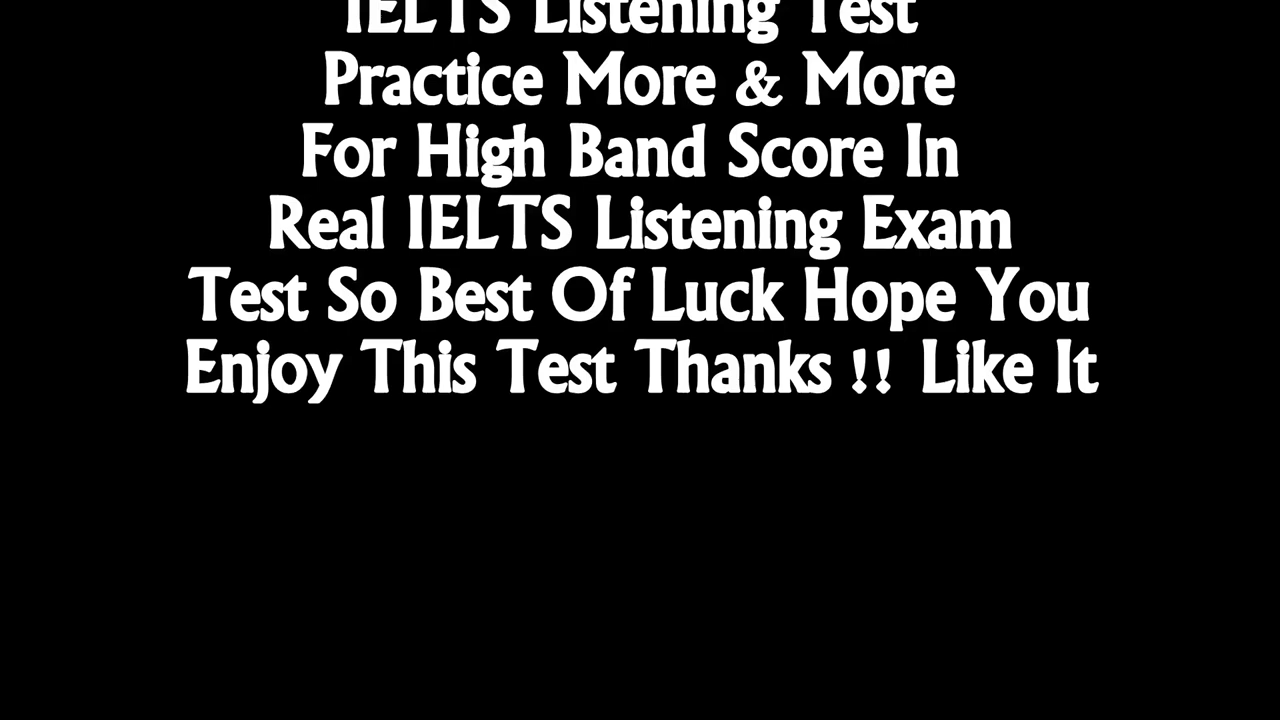 IELTS Listening Test
Practice More & More
For High Band Score In
Real IELTS Listening Exam
Test So Best Of Luck Hope You
Enjoy This Test Thanks !! Like It